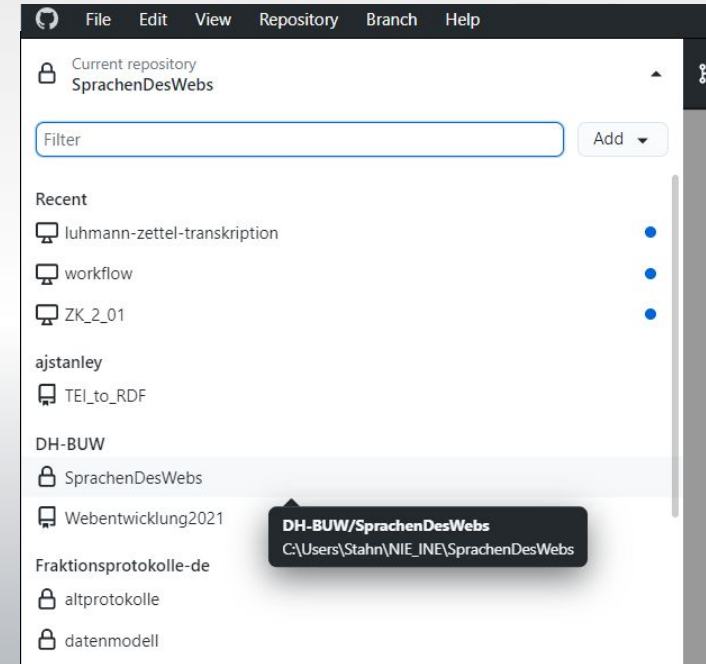 File Edit View Repository Branch Help
Current repository
SprachenDesWebs
Filter Add
Recent
luhmann-zettel-transkription
workflow
ZK_2_01
ajstanley
TEI_to_RDF
DH-BUW
SprachenDesWebs
Webentwicklung2021
DH-BUW/SprachenDesWebs
C:\Users\Stahn\NIE_INE\SprachenDesWebs
Fraktionsprotokolle-de
altprotokolle
datenmodell